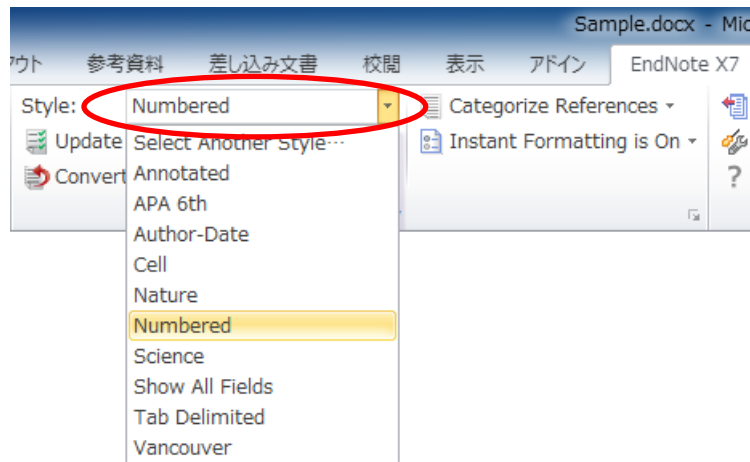 Sample.docx - Mic
アウト 参考資料 差し込み文書 校閲 表示 アドイン EndNote X7
Style: Numbered Categorize References
Update Select Another Style… Instant Formatting is On
Convert Annotated ?
APA 6th
Author-Date
Cell
Nature
Numbered
Science
Show All Fields
Tab Delimited
Vancouver